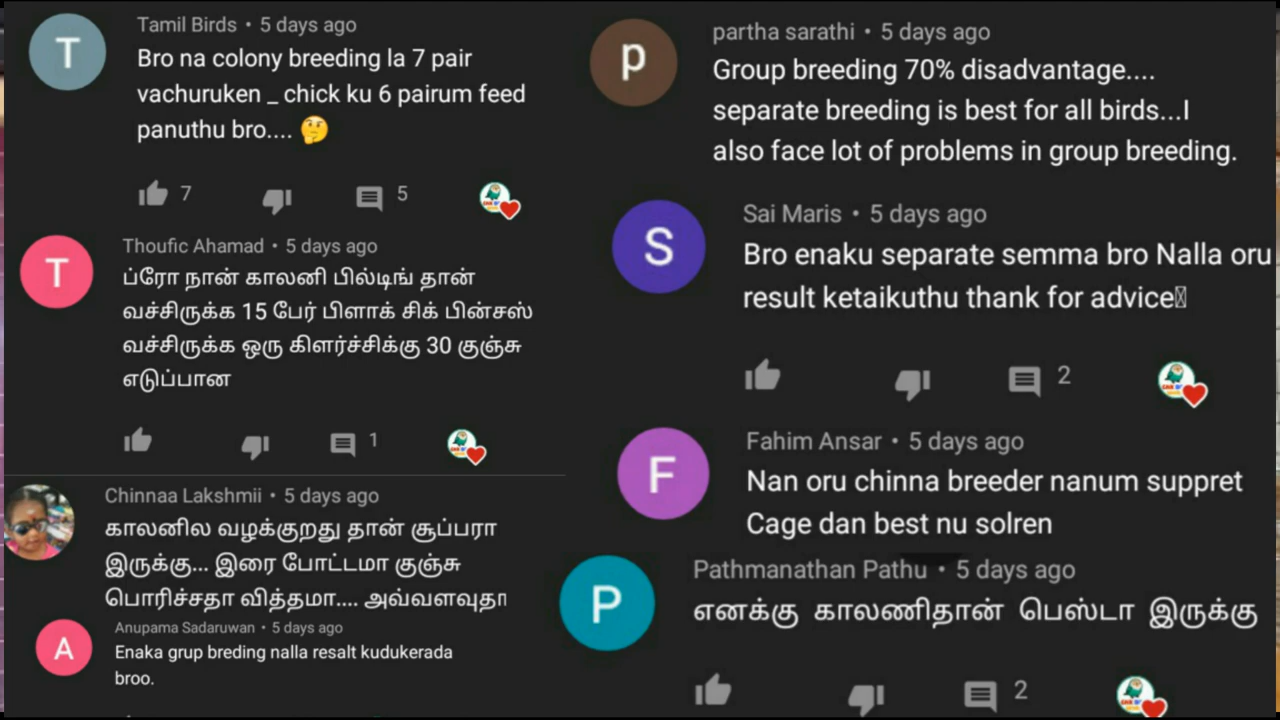 Tamil Birds • 5 days ago
Bro na colony breeding la 7 pair
vachuruken _ chick ku 6 pairum feed
panuthu bro.... 🤔
7
5
Thoufic Ahamad • 5 days ago
ப்ரோ நான் காலனி பில்டிங் தான்
வச்சிருக்க 15 பேர் பிளாக் சிக் பின்சஸ்
வச்சிருக்க ஒரு கிளர்ச்சிக்கு 30 குஞ்சு
எடுப்பான
1
Chinnaa Lakshmii • 5 days ago
காலனில வழக்குறது தான் சூப்பரா
இருக்கு... இரை போட்டமா குஞ்சு
பொரிச்சதா வித்தமா.... அவ்வளவுதா
Anupama Sadaruwan • 5 days ago
Enaka grup breding nalla resalt kudukerada
broo.
partha sarathi • 5 days ago
Group breeding 70% disadvantage....
separate breeding is best for all birds...I
also face lot of problems in group breeding.
Sai Maris • 5 days ago
Bro enaku separate semma bro Nalla oru
result ketaikuthu thank for advice
2
Fahim Ansar • 5 days ago
Nan oru chinna breeder nanum suppret
Cage dan best nu solren
Pathmanathan Pathu • 5 days ago
எனக்கு காலணிதான் பெஸ்டா இருக்கு
2
T
T
A
p
S
F
P